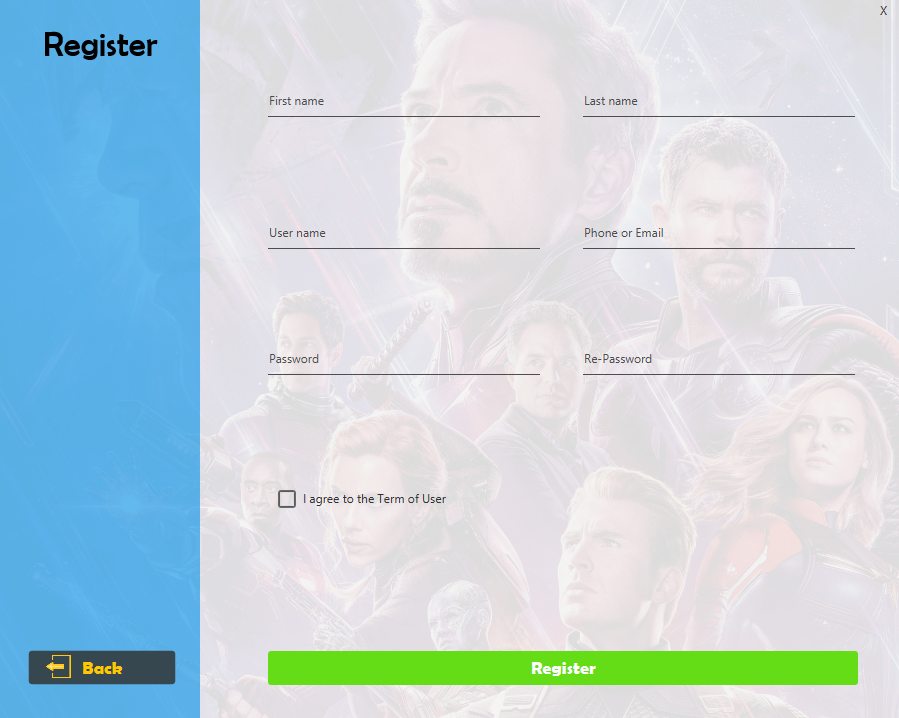 X
Register
First name
Last name
User name
Phone or Email
Password
Re-Password
I agree to the Term of User
Back
Register